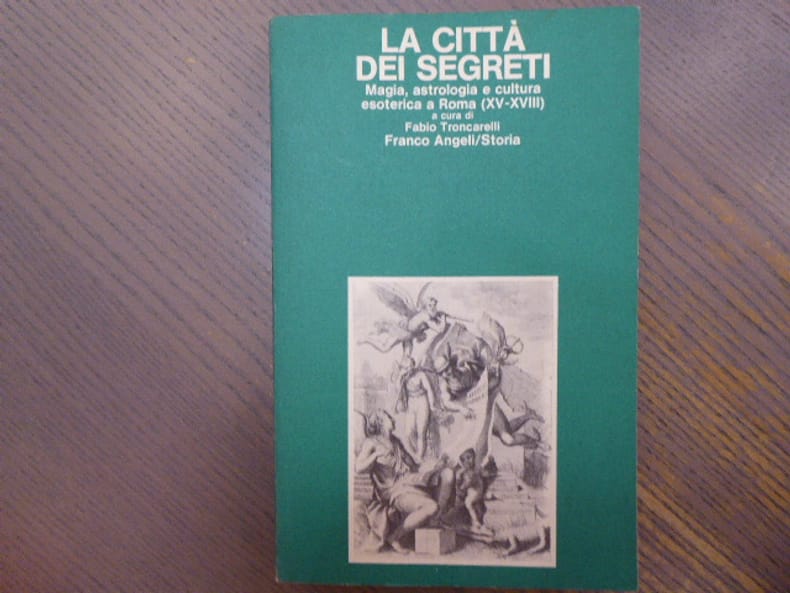 LA CITTÀ
DEI SEGRETI
Magia, astrologia e cultura
esoterica a Roma (XV-XVIII)
a cura di
Fabio Troncarelli
Franco Angeli/Storia